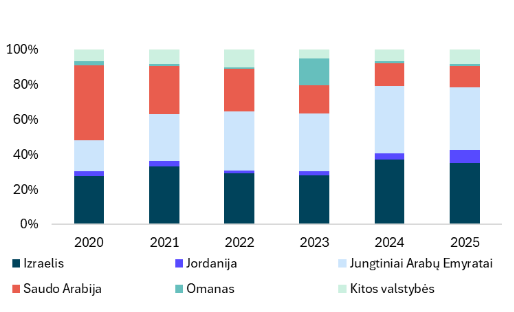 100%
80%
60%
40%
20%
0%
2020 2021 2022 2023 2024 2025
Izraelis Jordanija Jungtiniai Arabų Emyratai
Saudo Arabija Omanas Kitos valstybės